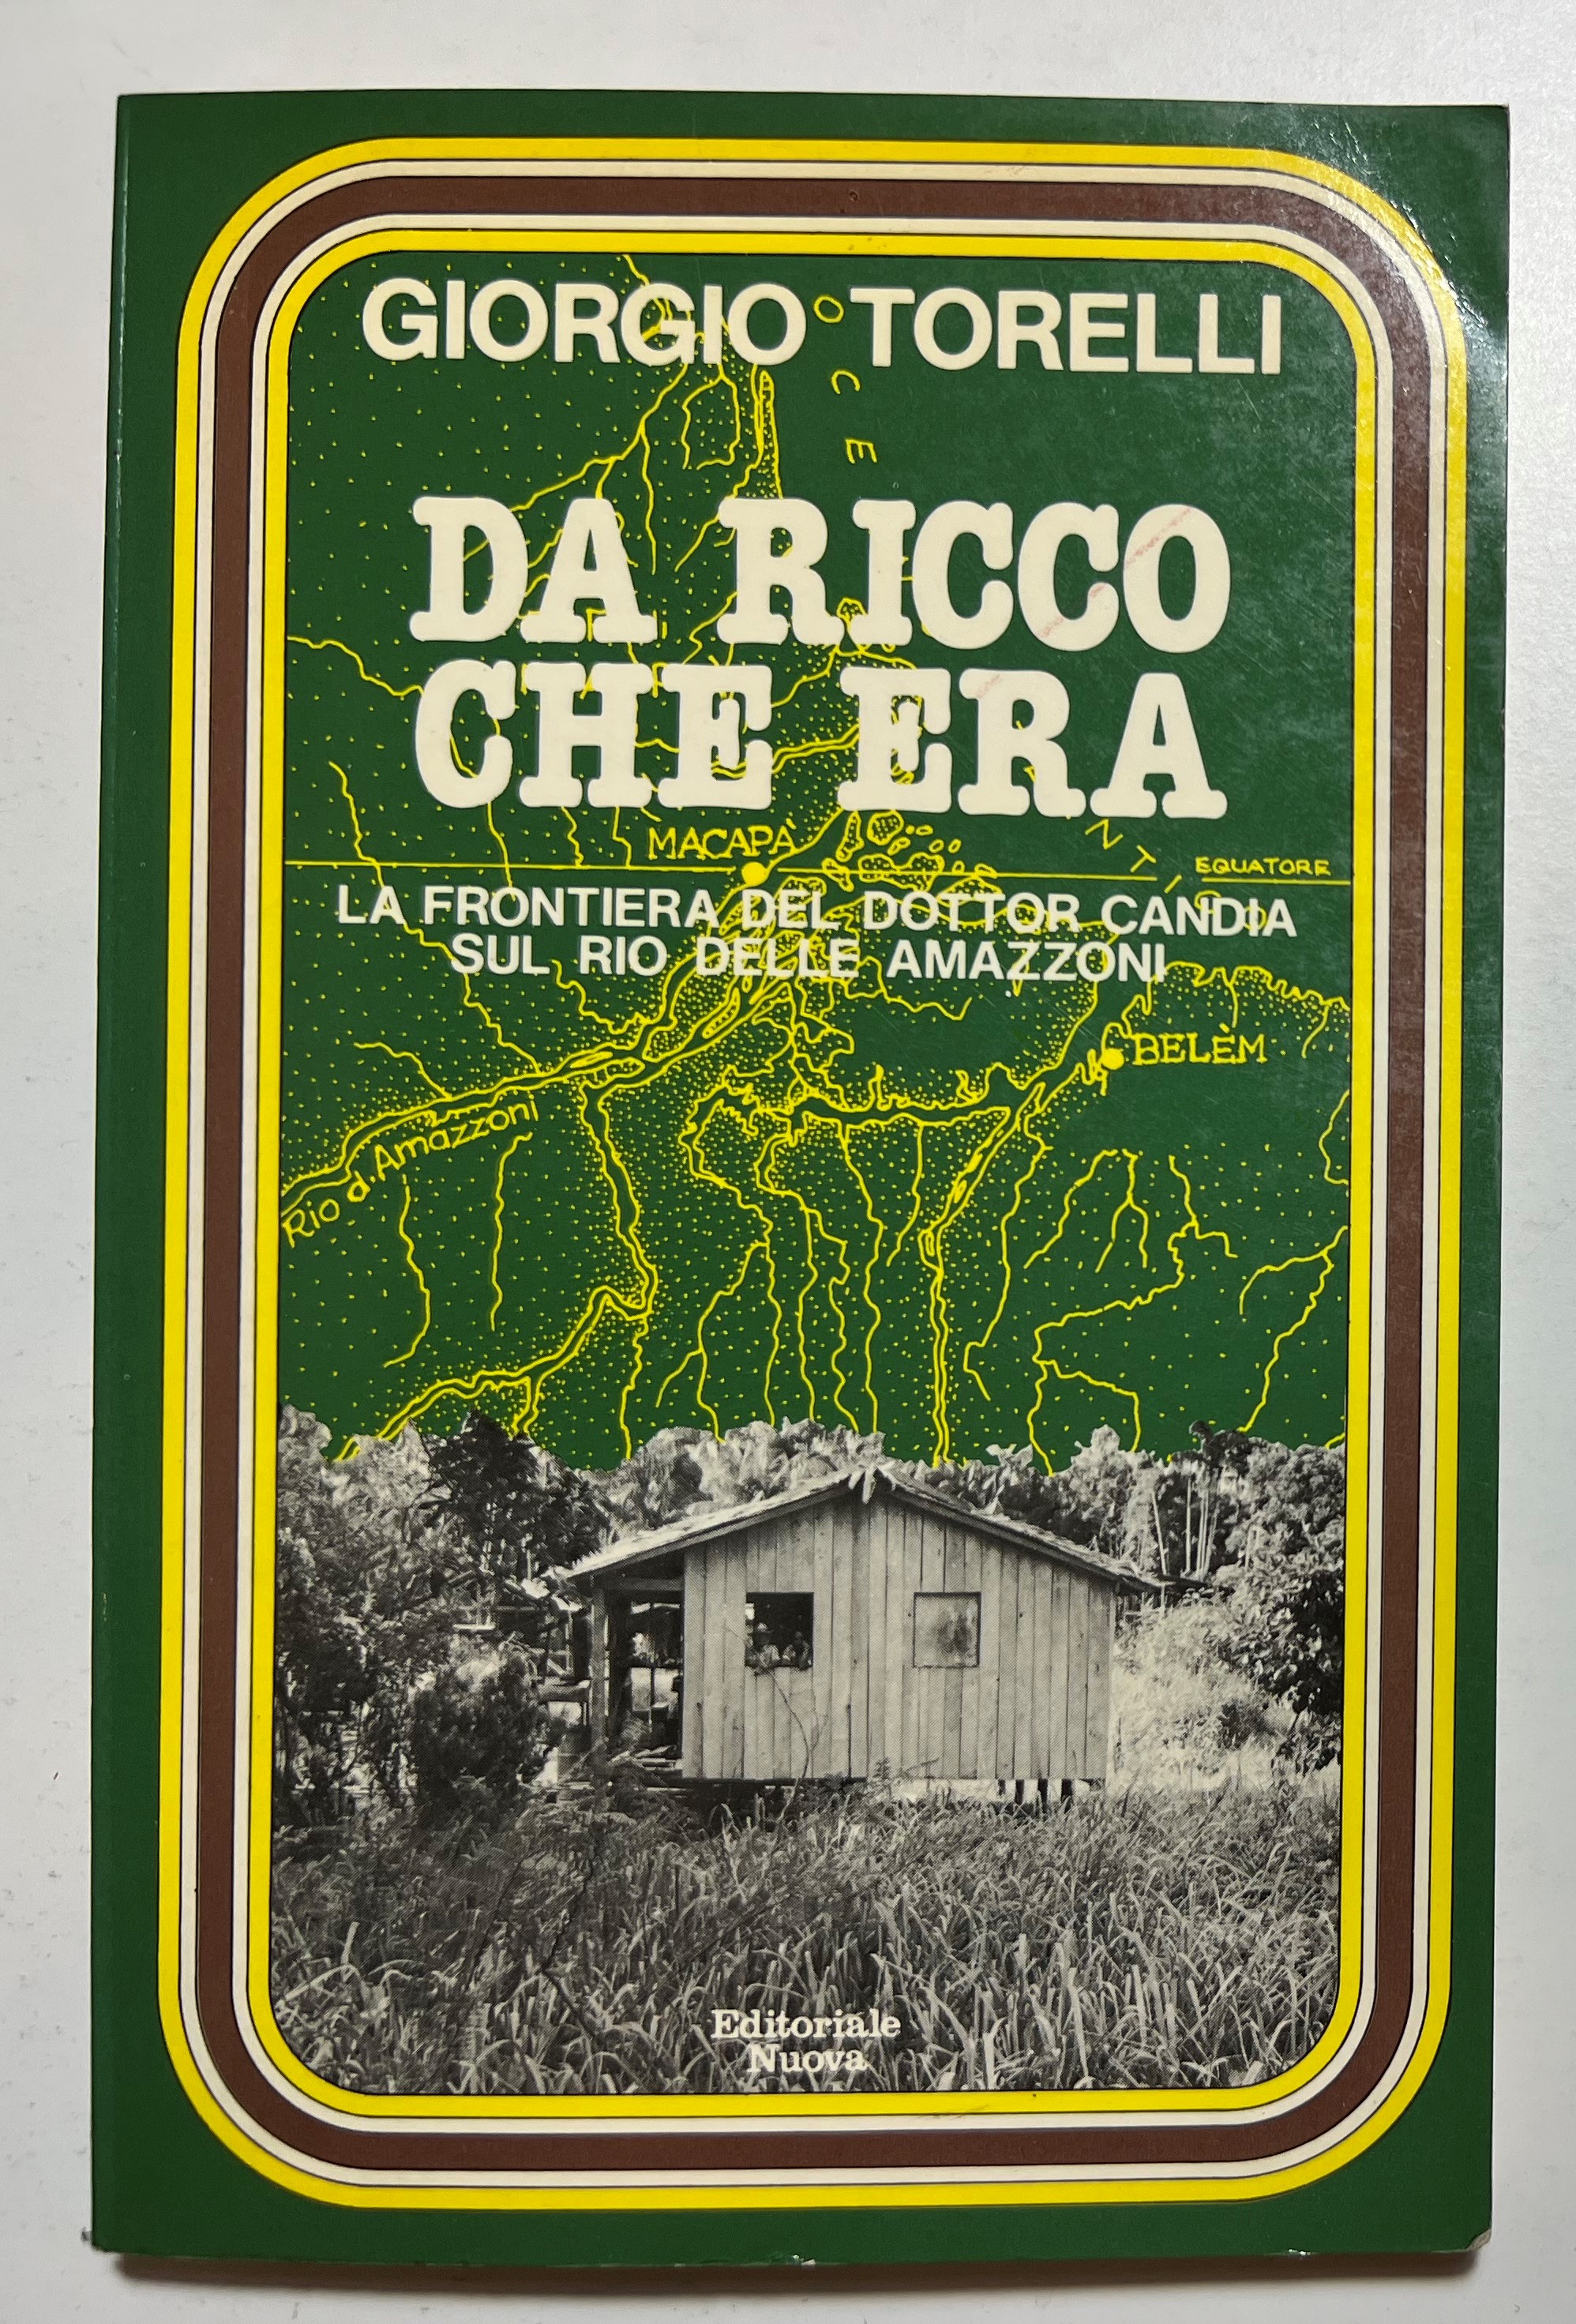 GIORGIO TORELLI
DA RICCO
CHE ERA
MACAPÀ
EQUATORE
LA FRONTIERA DEL DOTTOR CANDIA
SUL RIO DELLE AMAZZONI
BELÈM
Rio d. Amazzoni
Editoriale
Nuova